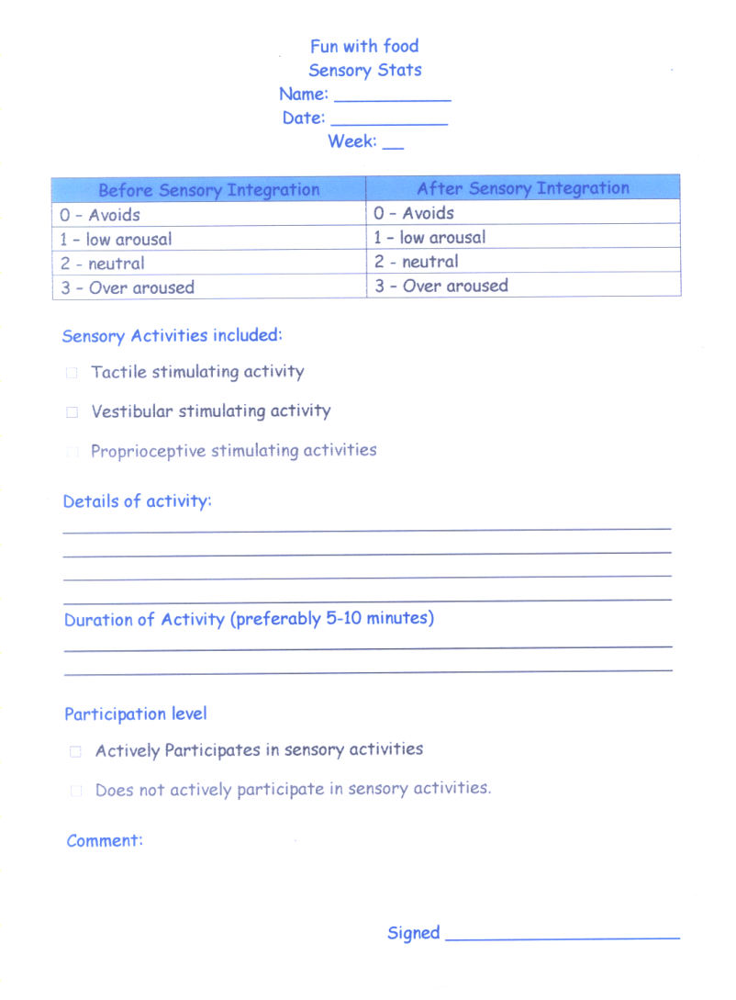 Fun with food
Sensory Stats
Name: ____________
Date: ____________
Week: __
Before Sensory Integration After Sensory Integration
0 - Avoids 0 - Avoids
1 - low arousal 1 - low arousal
2 - neutral 2 - neutral
3 - Over aroused 3 - Over aroused
Sensory Activities included:
☐ Tactile stimulating activity
☐ Vestibular stimulating activity
☐ Proprioceptive stimulating activities
Details of activity:
Duration of Activity (preferably 5-10 minutes)
Participation level
☐ Actively Participates in sensory activities
☐ Does not actively participate in sensory activities.
Comment:
Signed ____________